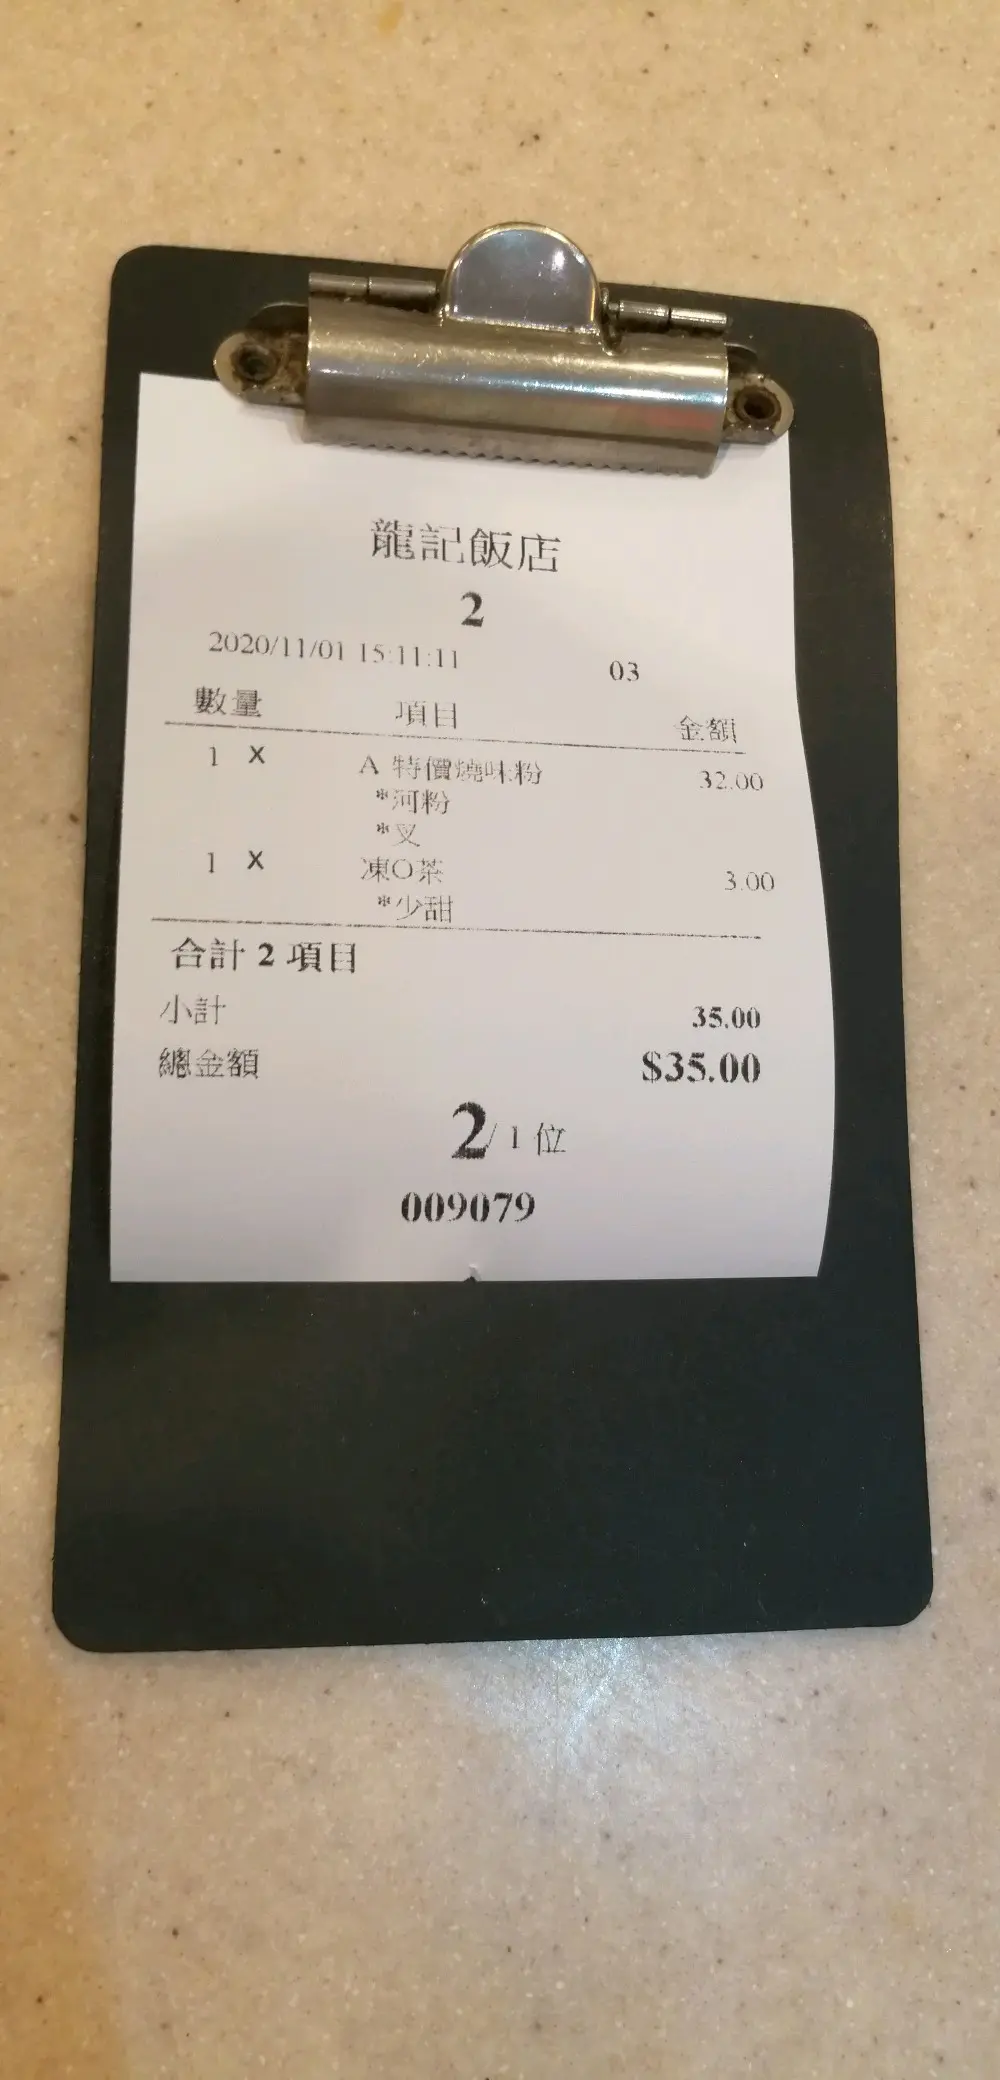 龍記飯店
2
2020/11/01 15:11:11 03
數量 項目 金額
1 X A 特價燒味粉 32.00
*河粉
*叉
1 X 凍O茶 3.00
*少甜
合計 2 項目
小計 35.00
總金額 $35.00
2/ 1 位
009079